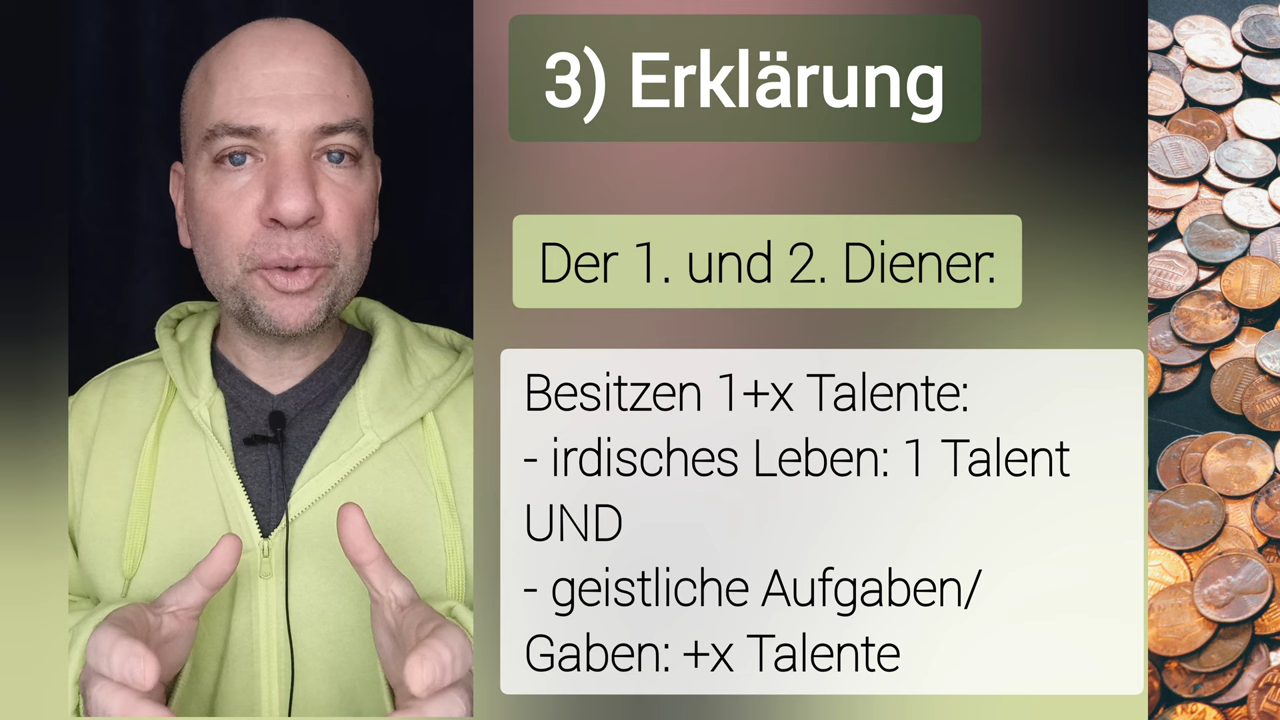 3) Erklärung
Der 1. und 2. Diener:
Besitzen 1+x Talente:
- irdisches Leben: 1 Talent
UND
- geistliche Aufgaben/
Gaben: +x Talente